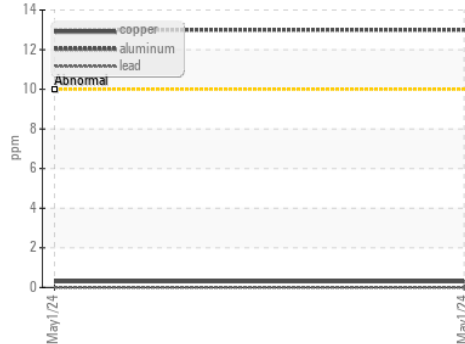 14
12
10
8
6
4
2
0
ppm
copper
aluminum
lead
Abnormal
May1/24
May1/24